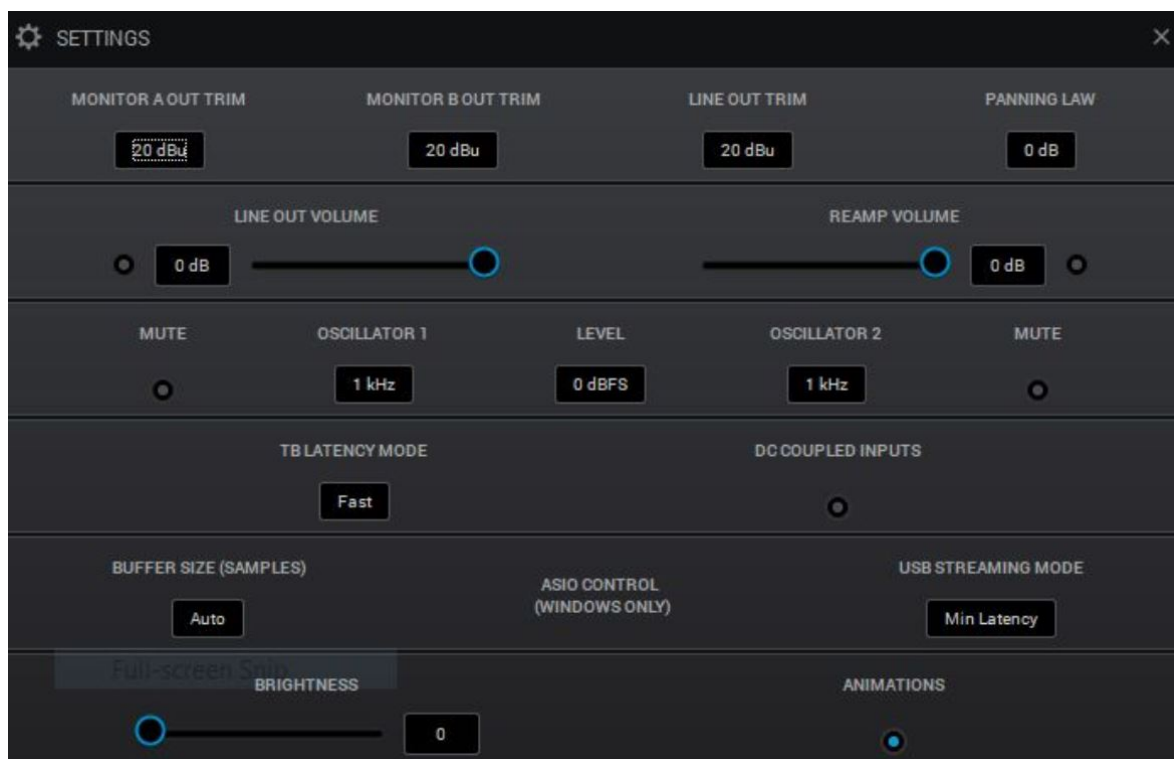 SETTINGS
MONITOR A OUT TRIM MONITOR B OUT TRIM LINE OUT TRIM PANNING LAW
20 dBu 20 dBu 20 dBu 0 dB
LINE OUT VOLUME REAMP VOLUME
0 dB 0 dB
MUTE OSCILLATOR 1 LEVEL OSCILLATOR 2 MUTE
1 kHz 0 dBFS 1 kHz
TB LATENCY MODE DC COUPLED INPUTS
Fast
BUFFER SIZE (SAMPLES) ASIO CONTROL (WINDOWS ONLY) USB STREAMING MODE
Auto Min Latency
Full-screen Snip
BRIGHTNESS ANIMATIONS
0